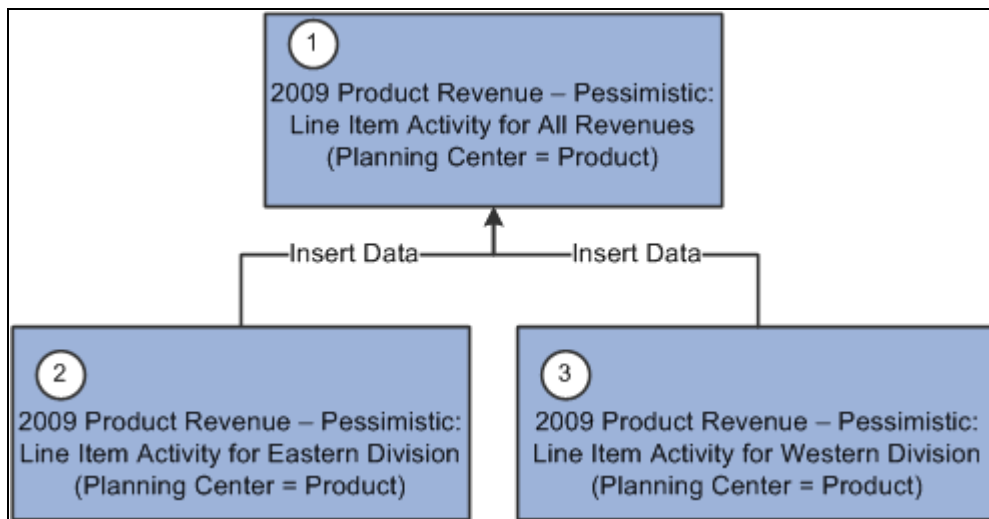 1
2009 Product Revenue – Pessimistic:
Line Item Activity for All Revenues
(Planning Center = Product)
Insert Data
Insert Data
2
2009 Product Revenue – Pessimistic:
Line Item Activity for Eastern Division
(Planning Center = Product)
3
2009 Product Revenue – Pessimistic:
Line Item Activity for Western Division
(Planning Center = Product)